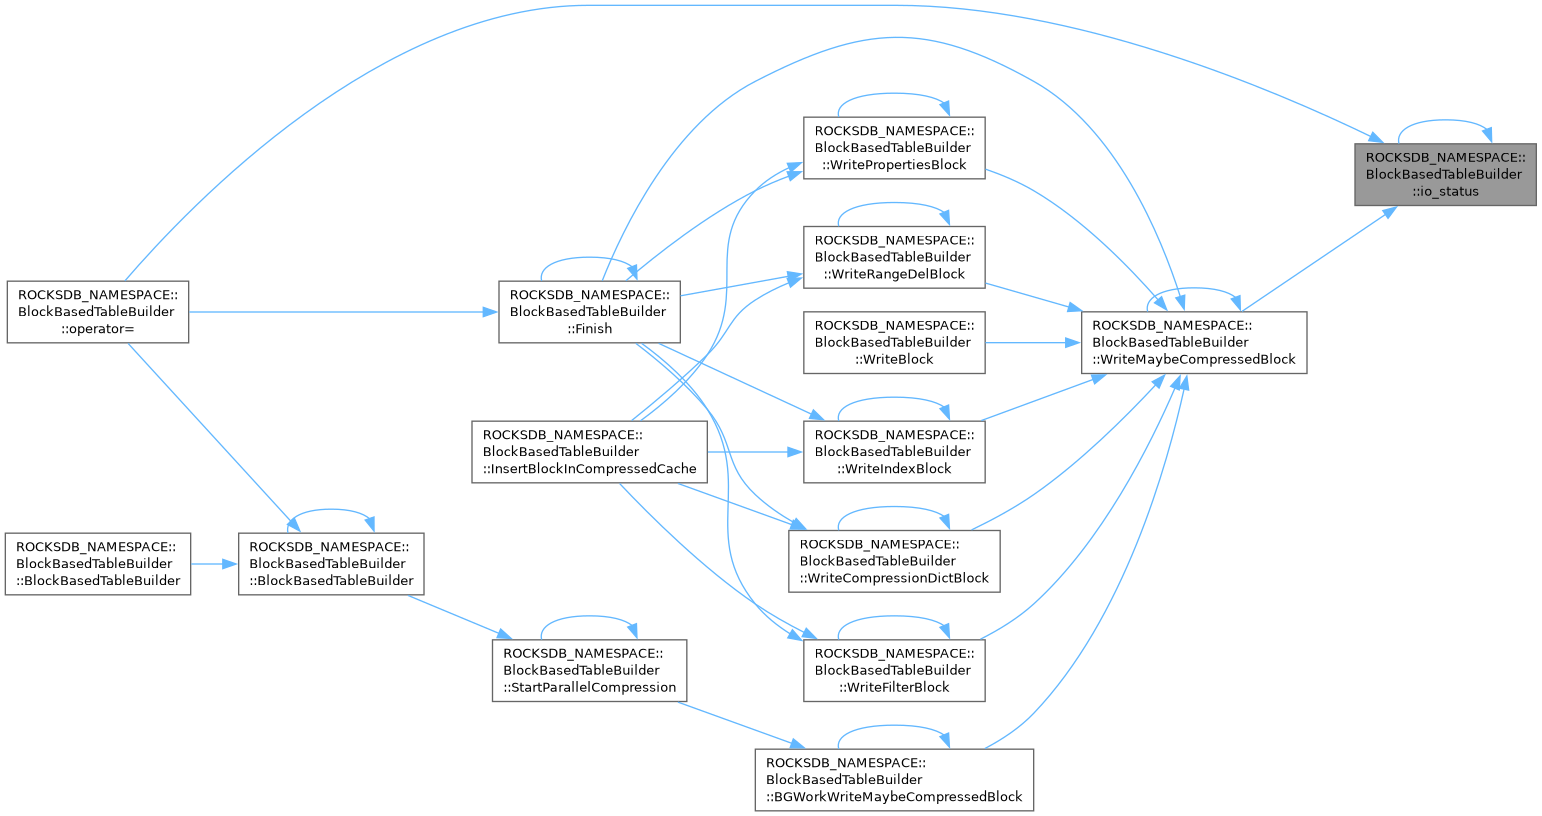 ROCKSDB_NAMESPACE::
BlockBasedTableBuilder
::WritePropertiesBlock
ROCKSDB_NAMESPACE::
BlockBasedTableBuilder
::io_status
ROCKSDB_NAMESPACE::
BlockBasedTableBuilder
::WriteRangeDelBlock
ROCKSDB_NAMESPACE::
BlockBasedTableBuilder
::operator=
ROCKSDB_NAMESPACE::
BlockBasedTableBuilder
::Finish
ROCKSDB_NAMESPACE::
BlockBasedTableBuilder
::WriteBlock
ROCKSDB_NAMESPACE::
BlockBasedTableBuilder
::WriteMaybeCompressedBlock
ROCKSDB_NAMESPACE::
BlockBasedTableBuilder
::InsertBlockInCompressedCache
ROCKSDB_NAMESPACE::
BlockBasedTableBuilder
::WriteIndexBlock
ROCKSDB_NAMESPACE::
BlockBasedTableBuilder
::WriteCompressionDictBlock
ROCKSDB_NAMESPACE::
BlockBasedTableBuilder
::BlockBasedTableBuilder
ROCKSDB_NAMESPACE::
BlockBasedTableBuilder
::BlockBasedTableBuilder
ROCKSDB_NAMESPACE::
BlockBasedTableBuilder
::StartParallelCompression
ROCKSDB_NAMESPACE::
BlockBasedTableBuilder
::WriteFilterBlock
ROCKSDB_NAMESPACE::
BlockBasedTableBuilder
::BGWorkWriteMaybeCompressedBlock